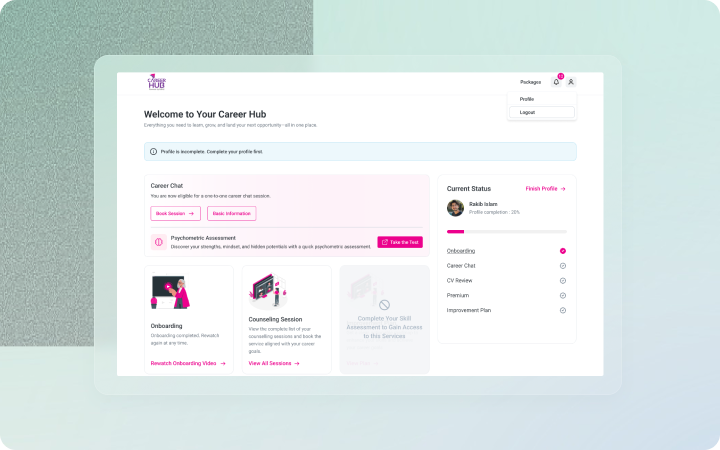 CAREER
HUB
Packages
Profile
Logout
Welcome to Your Career Hub
Everything you need to learn, grow, and land your next opportunity—all in one place.
Profile is incomplete. Complete your profile first.
Career Chat
You are now eligible for a one-to-one career chat session.
Book Session
Basic Information
Psychometric Assessment
Discover your strengths, mindset, and hidden potentials with a quick psychometric assessment.
Take the Test
Onboarding
Onboarding completed. Rewatch
again at any time.
Rewatch Onboarding Video
Counseling Session
View the complete list of your
counselling sessions and book the
service aligned with your career
goals.
View All Sessions
Complete Your Skill
Assessment to Gain Access
to this Services
Current Status
Finish Profile
Rakib Islam
Profile completion : 20%
Onboarding
Career Chat
CV Review
Premium
Improvement Plan